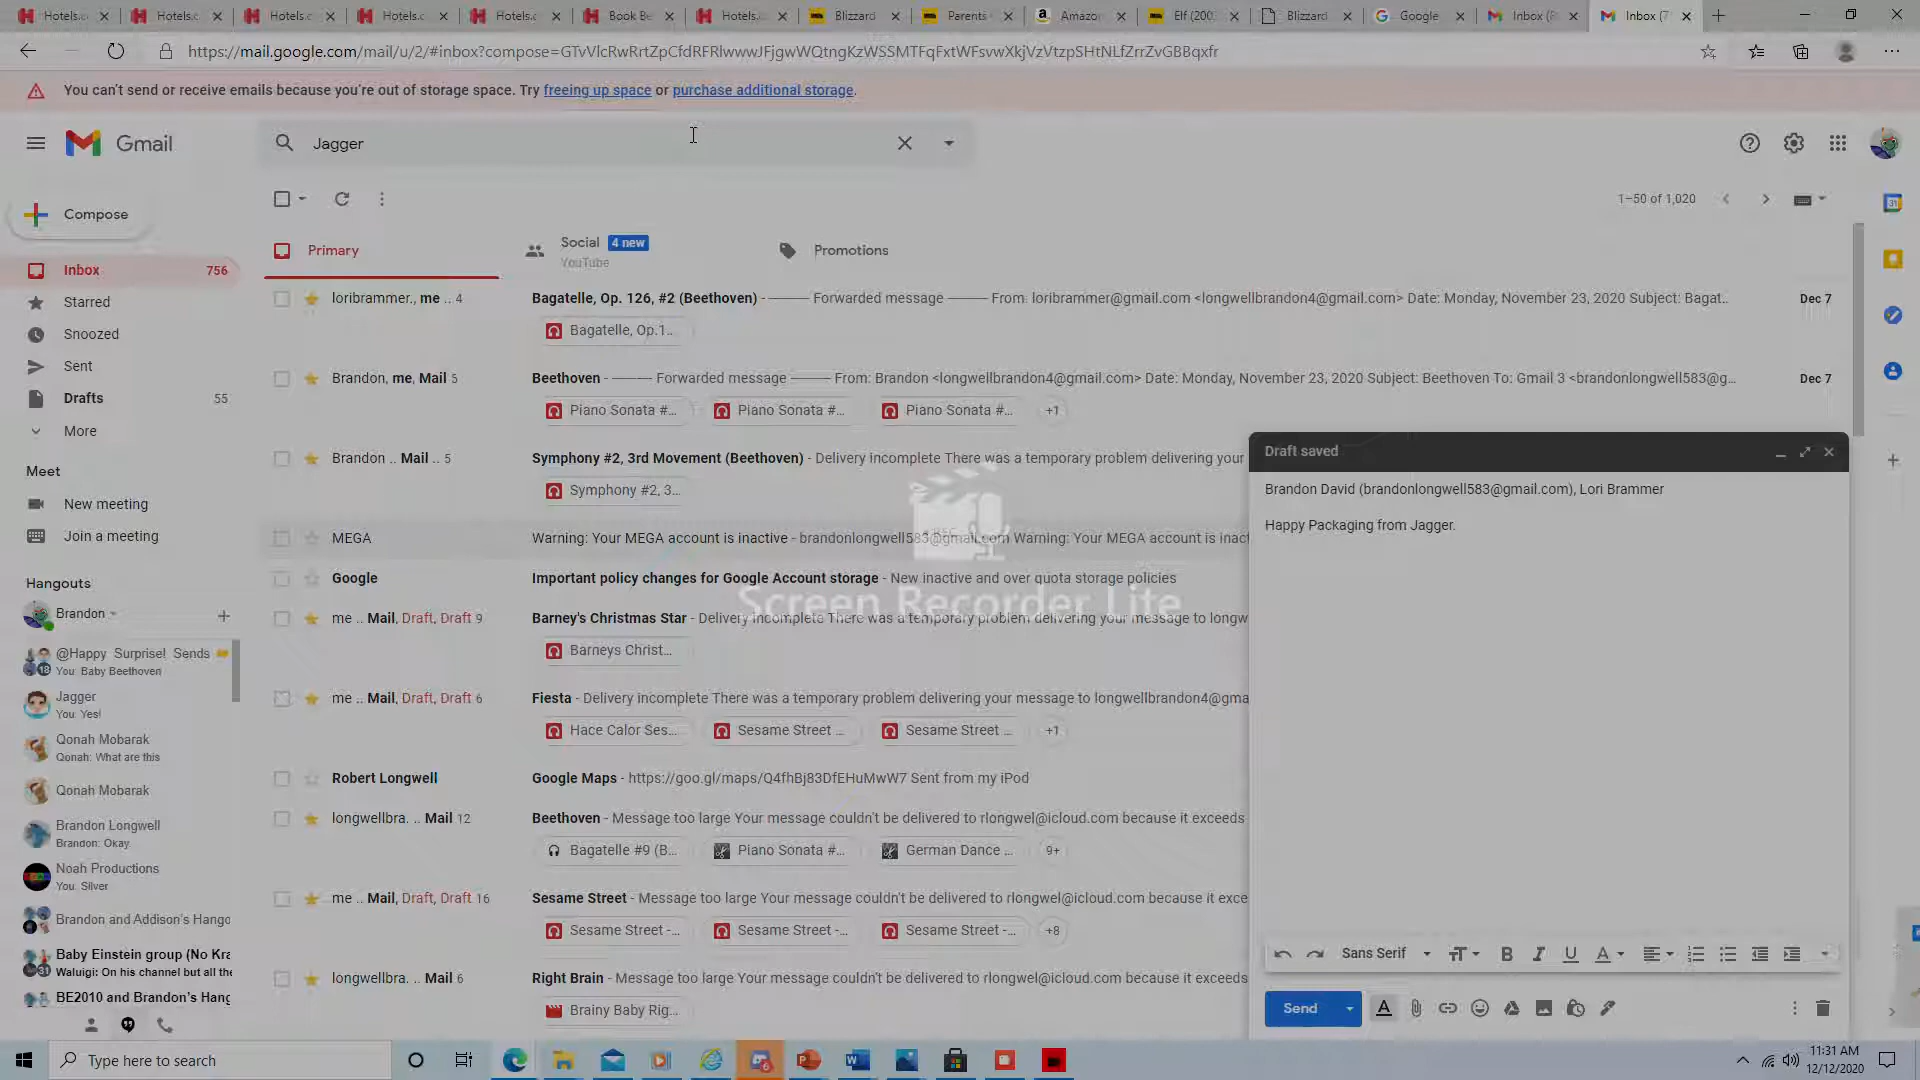 Hotels.c
Hotels.c
Hotels.c
Hotels.c
Hotels.c
Book Be
Hotels.c
Blizzard
Parents
Amazon
Elf (200
Blizzard
Google
Inbox (
Inbox (7
https://mail.google.com/mail/u/2/#inbox?compose=GTvVlcRwRrtZpCfdRFRlwwwJFjgwWQtngKzWSSMTFqFxtWFsvwXkjVzVtzpSHtNLfZrrZvGBBqxfr
You can't send or receive emails because you're out of storage space. Try freeing up space or purchase additional storage.
Gmail
Jagger
Compose
1–50 of 1,020
Primary
Social 4 new
YouTube
Promotions
Inbox 756
Starred
Snoozed
Sent
Drafts 55
More
Meet
New meeting
Join a meeting
Hangouts
Brandon
@Happy Surprise! Sends
18
You: Baby Beethoven
Jagger
You: Yes!
Qonah Mobarak
Qonah: What are this
Qonah Mobarak
Brandon Longwell
Brandon: Okay
Noah Productions
You: Silver
Brandon and Addison's Hango
Baby Einstein group (No Kra
31
Waluigi: On his channel but all the
BE2010 and Brandon's Hang
loribrammer., me .. 4
Bagatelle, Op. 126, #2 (Beethoven) - ——— Forwarded message ——— From: loribrammer@gmail.com <longwellbrandon4@gmail.com> Date: Monday, November 23, 2020 Subject: Bagat..
Dec 7
Bagatelle, Op.1...
Brandon, me, Mail 5
Beethoven - ——— Forwarded message ——— From: Brandon <longwellbrandon4@gmail.com> Date: Monday, November 23, 2020 Subject: Beethoven To: Gmail 3 <brandonlongwell583@g...
Dec 7
Piano Sonata #...
Piano Sonata #...
Piano Sonata #...
+1
Brandon .. Mail .. 5
Symphony #2, 3rd Movement (Beethoven) - Delivery incomplete There was a temporary problem delivering your
Symphony #2, 3...
MEGA
Warning: Your MEGA account is inactive - brandonlongwell583@gmail.com Warning: Your MEGA account is inact
Google
Important policy changes for Google Account storage - New inactive and over quota storage policies
me .. Mail, Draft, Draft 9
Barney's Christmas Star - Delivery incomplete There was a temporary problem delivering your message to longw
Barneys Christ...
me .. Mail, Draft, Draft 6
Fiesta - Delivery incomplete There was a temporary problem delivering your message to longwellbrandon4@gma
Hace Calor Ses...
Sesame Street ...
Sesame Street ...
+1
Robert Longwell
Google Maps - https://goo.gl/maps/Q4fhBj83DfEHuMwW7 Sent from my iPod
longwellbra. .. Mail 12
Beethoven - Message too large Your message couldn't be delivered to rlongwel@icloud.com because it exceeds
Bagatelle #9 (B...
Piano Sonata #...
German Dance ...
9+
me .. Mail, Draft, Draft 16
Sesame Street - Message too large Your message couldn't be delivered to rlongwel@icloud.com because it exce
Sesame Street -...
Sesame Street -...
Sesame Street -...
+8
longwellbra. .. Mail 6
Right Brain - Message too large Your message couldn't be delivered to rlongwel@icloud.com because it exceeds
Brainy Baby Rig...
Screen Recorder Lite
Draft saved
Brandon David (brandonlongwell583@gmail.com), Lori Brammer
Happy Packaging from Jagger.
Sans Serif
Send
Type here to search
11:31 AM
12/12/2020